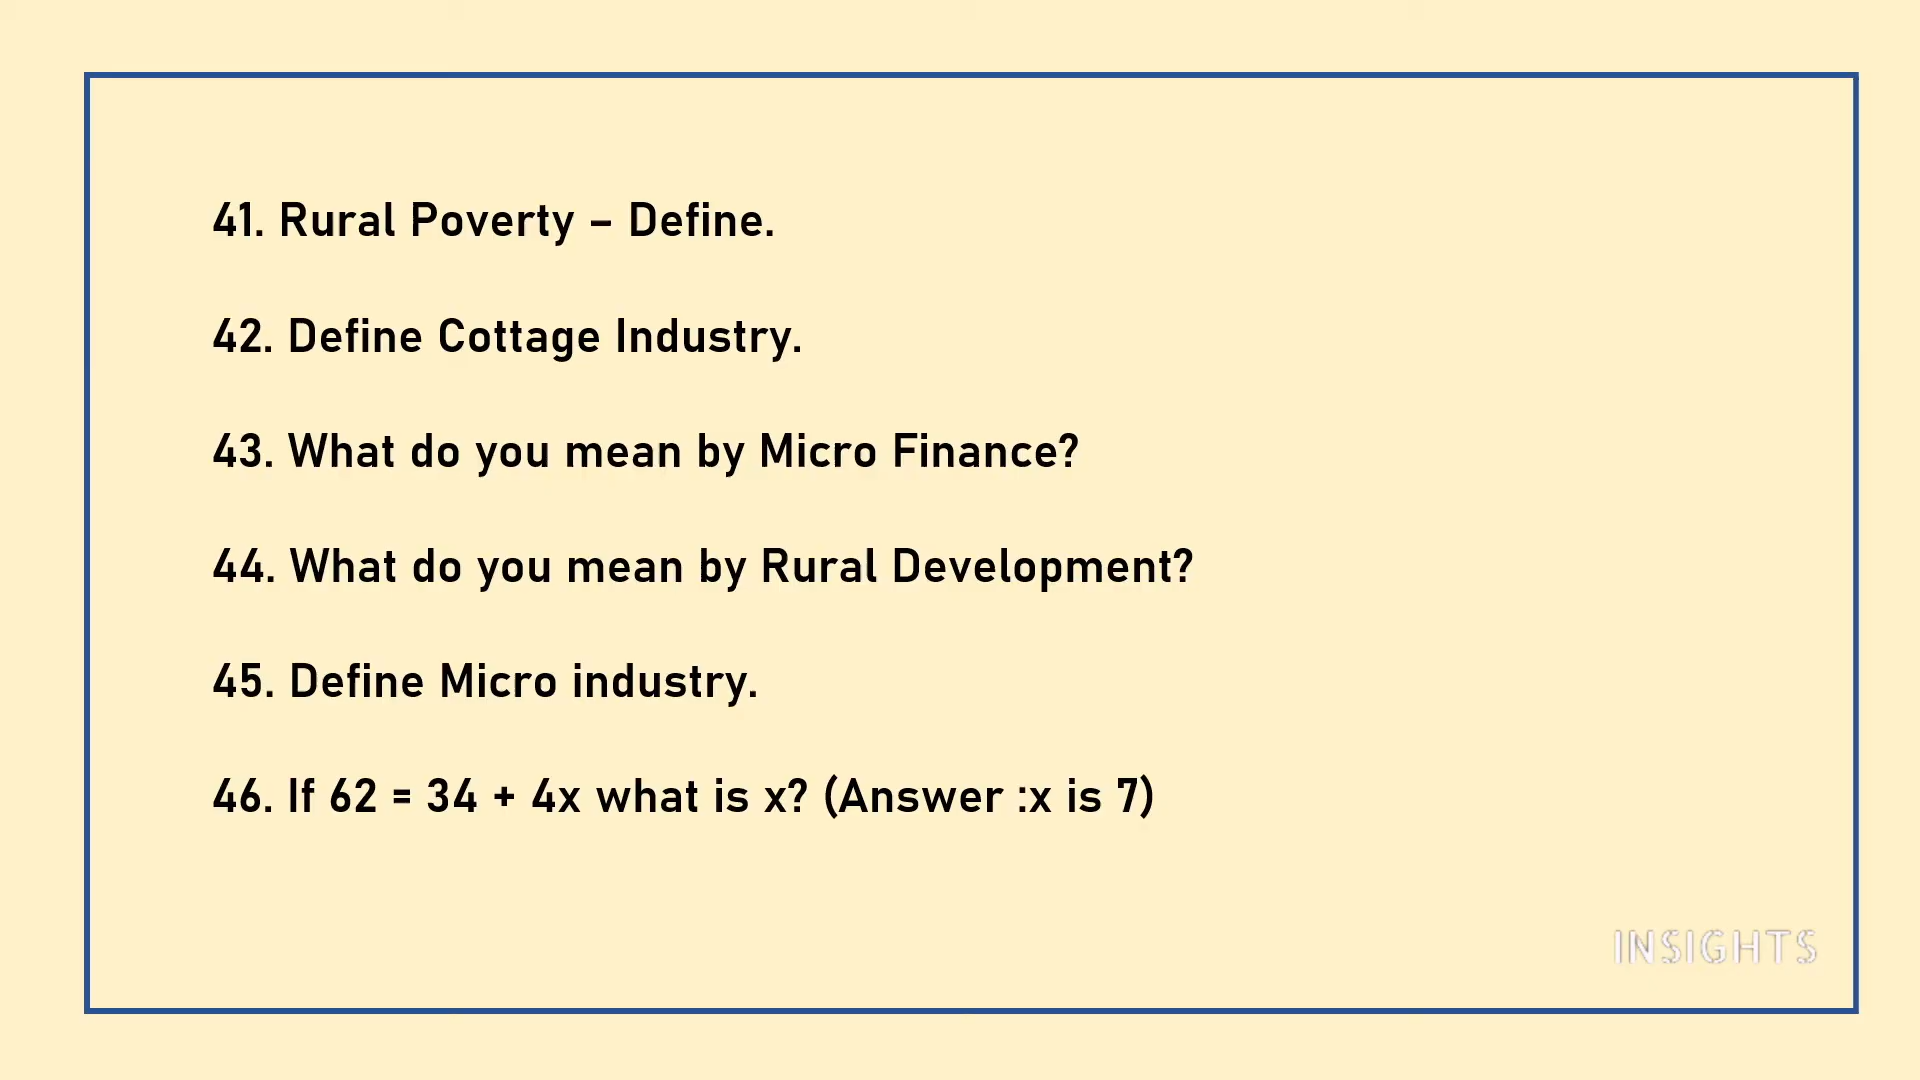 41. Rural Poverty – Define.
42. Define Cottage Industry.
43. What do you mean by Micro Finance?
44. What do you mean by Rural Development?
45. Define Micro industry.
46. If 62 = 34 + 4x what is x? (Answer :x is 7)
INSIGHTS